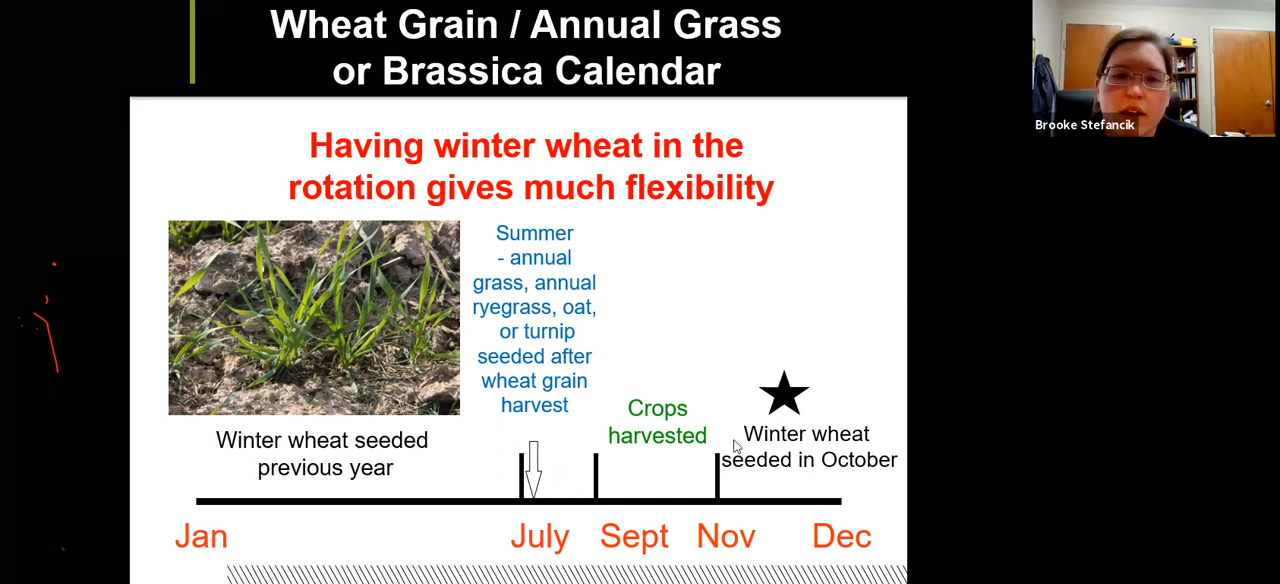 Wheat Grain / Annual Grass
or Brassica Calendar
Brooke Stefancik
Having winter wheat in the
rotation gives much flexibility
Summer
- annual
grass, annual
ryegrass, oat,
or turnip
seeded after
wheat grain
harvest
Crops
harvested
Winter wheat
seeded in October
Winter wheat seeded
previous year
Jan
July
Sept
Nov
Dec